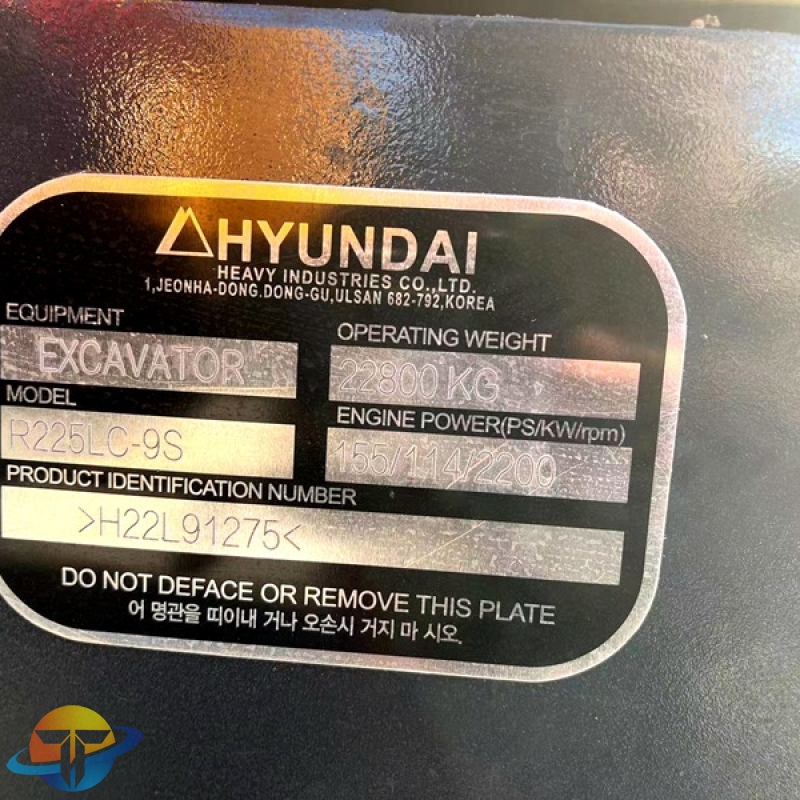 HYUNDAI
HEAVY INDUSTRIES CO.,LTD.
1,JEONHA-DONG.DONG-GU,ULSAN 682-792,KOREA
EQUIPMENT
EXCAVATOR
OPERATING WEIGHT
22800 KG
MODEL
R225LC-9S
ENGINE POWER(PS/KW/rpm)
155/114/2200
PRODUCT IDENTIFICATION NUMBER
>H22L91275<
DO NOT DEFACE OR REMOVE THIS PLATE
어 명관을 띠이내 거나 오손시 거지 마 시오.